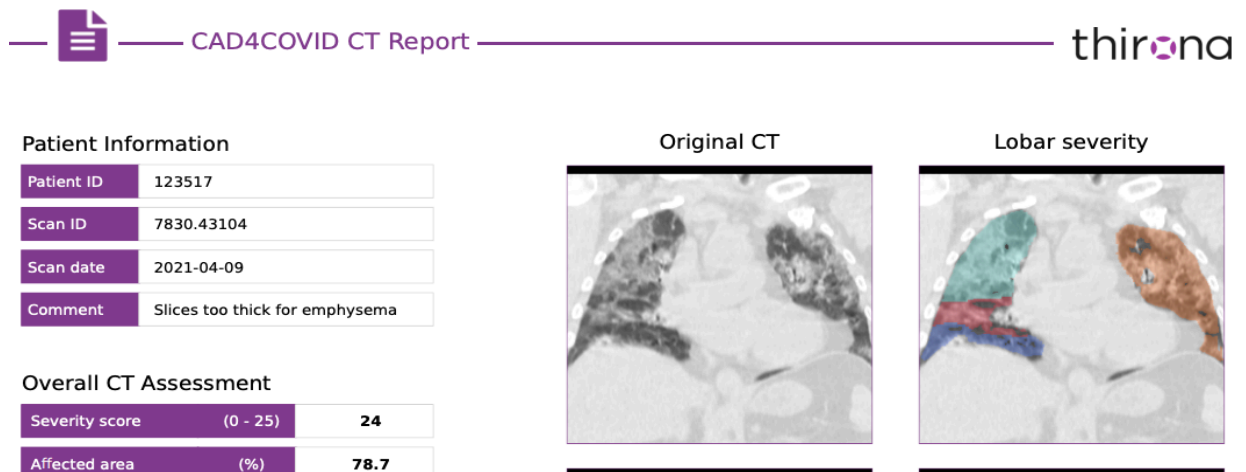 CAD4COVID CT Report
thirona
Patient Information
Patient ID 123517
Scan ID 7830.43104
Scan date 2021-04-09
Comment Slices too thick for emphysema
Overall CT Assessment
Severity score (0 - 25) 24
Affected area (%) 78.7
Original CT
Lobar severity